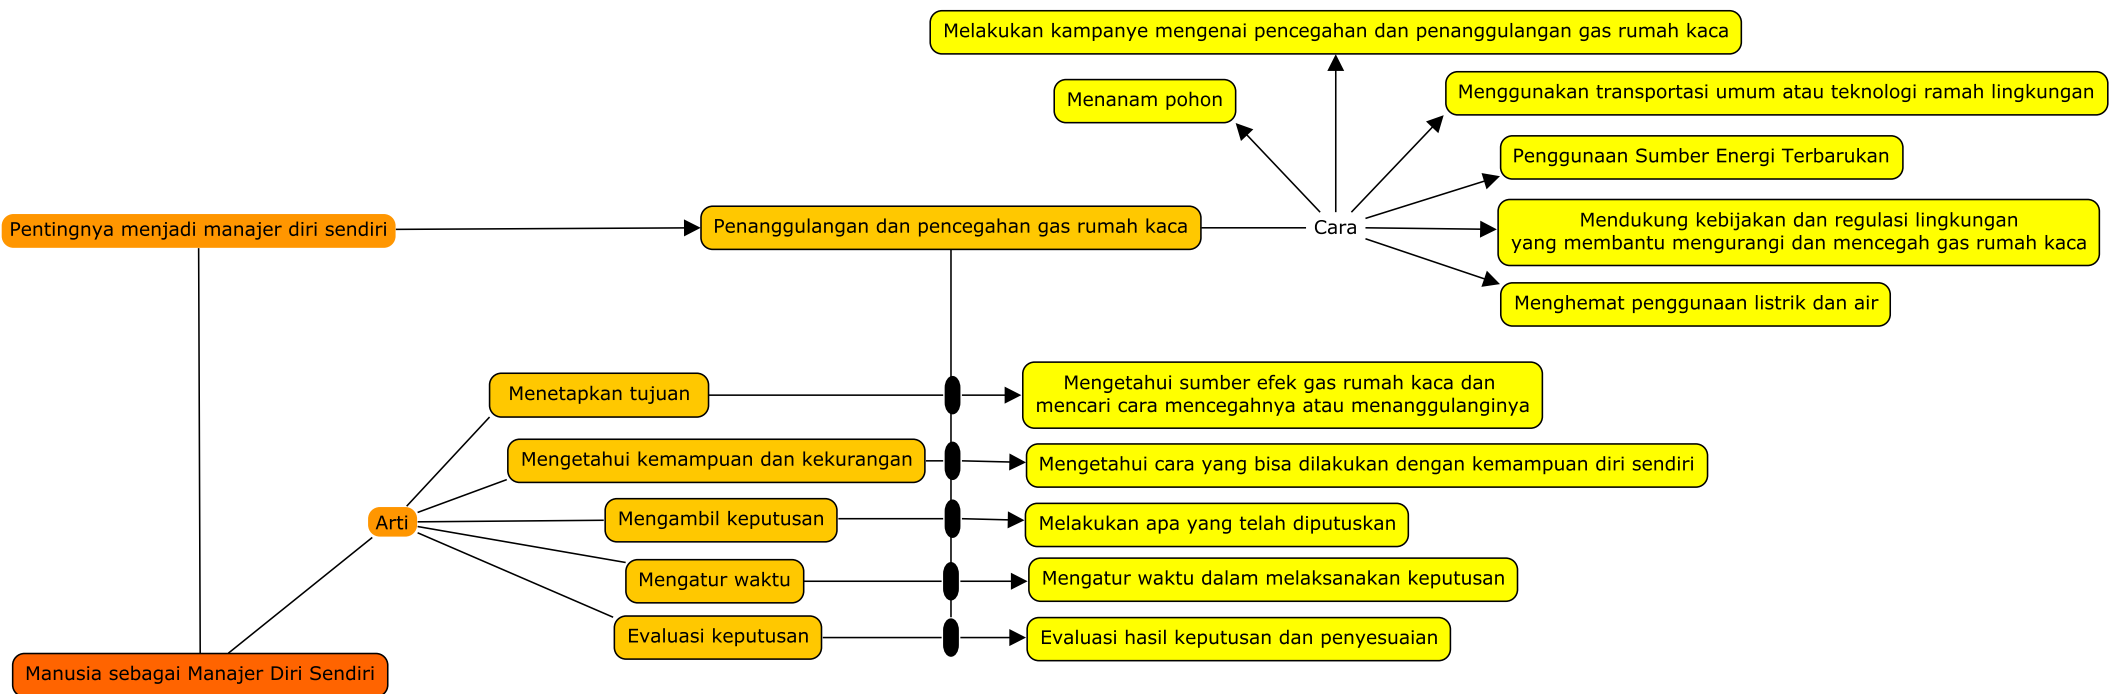 Melakukan kampanye mengenai pencegahan dan penanggulangan gas rumah kaca
Menanam pohon
Menggunakan transportasi umum atau teknologi ramah lingkungan
Penggunaan Sumber Energi Terbarukan
Pentingnya menjadi manajer diri sendiri
Penanggulangan dan pencegahan gas rumah kaca
Cara
Mendukung kebijakan dan regulasi lingkungan
yang membantu mengurangi dan mencegah gas rumah kaca
Menghemat penggunaan listrik dan air
Menetapkan tujuan
Mengetahui sumber efek gas rumah kaca dan
mencari cara mencegahnya atau menanggulanginya
Mengetahui kemampuan dan kekurangan
Mengetahui cara yang bisa dilakukan dengan kemampuan diri sendiri
Arti
Mengambil keputusan
Melakukan apa yang telah diputuskan
Mengatur waktu
Mengatur waktu dalam melaksanakan keputusan
Evaluasi keputusan
Evaluasi hasil keputusan dan penyesuaian
Manusia sebagai Manajer Diri Sendiri